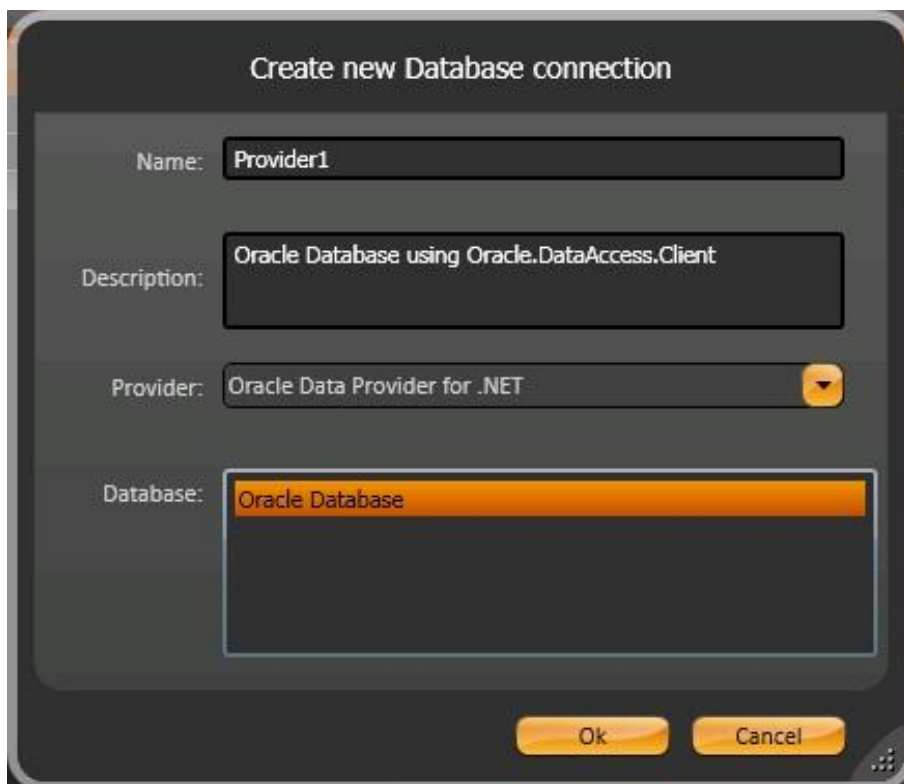 Create new Database connection
Name: Provider1
Description: Oracle Database using Oracle.DataAccess.Client
Provider: Oracle Data Provider for .NET
Database: Oracle Database
Ok Cancel